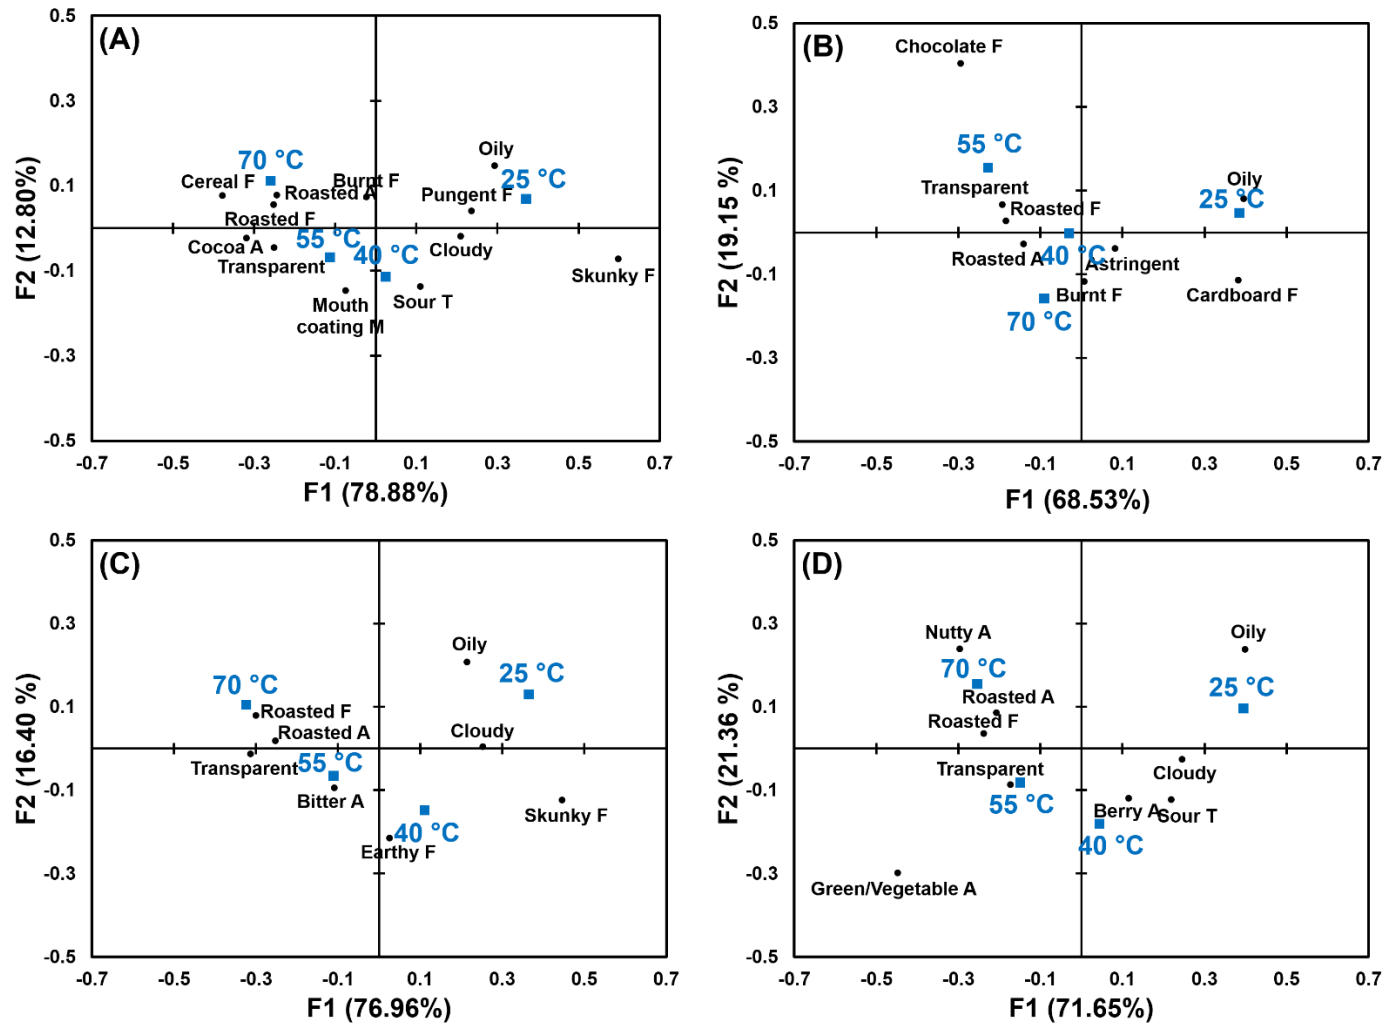 (A)
0.5
0.3
0.1
-0.1
-0.3
-0.5
F2 (12.80%)
Oily
70 °C
25 °C
Cereal F
Burnt F
Roasted A
Pungent F
Roasted F
Cocoa A
55 °C
Cloudy
Transparent
40 °C
Skunky F
Mouth
coating M
Sour T
-0.7
-0.5
-0.3
-0.1
0.1
0.3
0.5
0.7
F1 (78.88%)
(B)
0.5
0.3
0.1
-0.1
-0.3
-0.5
F2 (19.15 %)
Chocolate F
55 °C
Transparent
Oily
25 °C
Roasted F
Roasted A
40 °C
Astringent
Burnt F
Cardboard F
70 °C
-0.7
-0.5
-0.3
-0.1
0.1
0.3
0.5
0.7
F1 (68.53%)
(C)
0.5
0.3
0.1
-0.1
-0.3
-0.5
F2 (16.40 %)
Oily
70 °C
25 °C
Roasted F
Roasted A
Cloudy
Transparent
55 °C
Bitter A
Skunky F
40 °C
Earthy F
-0.7
-0.5
-0.3
-0.1
0.1
0.3
0.5
0.7
F1 (76.96%)
(D)
0.5
0.3
0.1
-0.1
-0.3
-0.5
F2 (21.36 %)
Nutty A
Oily
70 °C
25 °C
Roasted A
Roasted F
Transparent
Cloudy
55 °C
Berry A
Sour T
40 °C
Green/Vegetable A
-0.7
-0.5
-0.3
-0.1
0.1
0.3
0.5
0.7
F1 (71.65%)